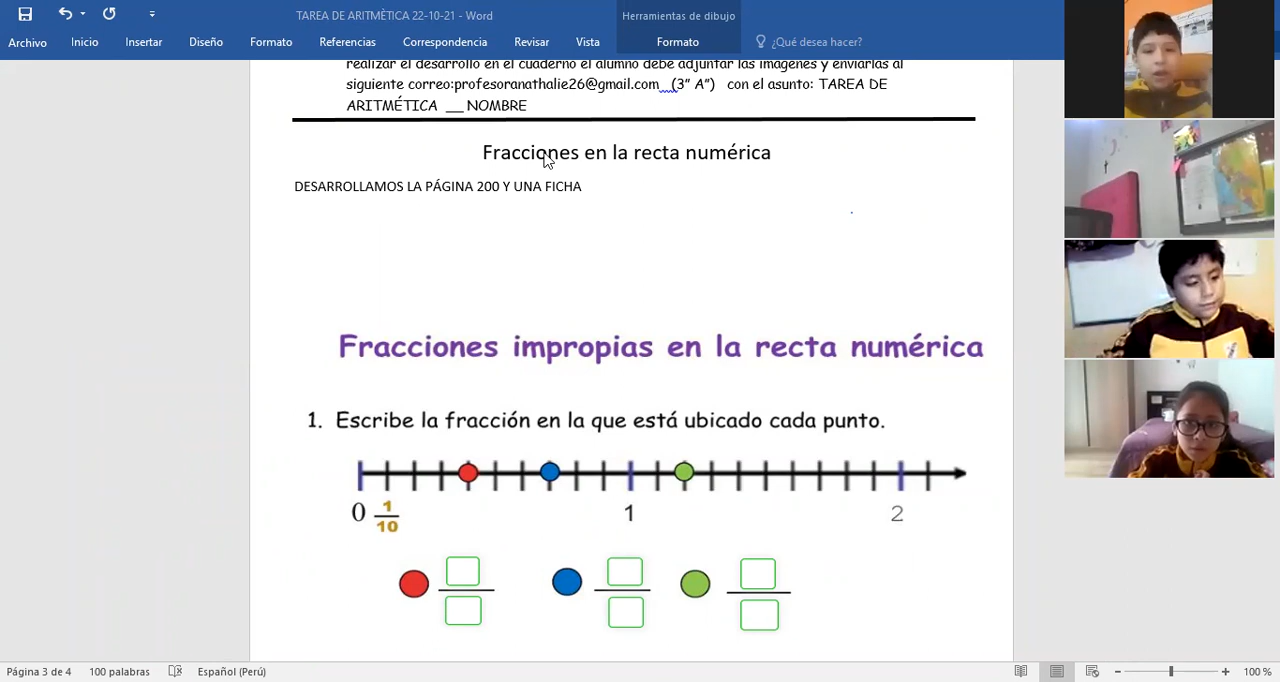 TAREA DE ARITMÈTICA 22-10-21 - Word
Herramientas de dibujo
Archivo Inicio Insertar Diseño Formato Referencias Correspondencia Revisar Vista Formato ¿Qué desea hacer?
realizar el desarrollo en el cuaderno el alumno debe adjuntar las imágenes y enviarlas al
siguiente correo:profesoranathalie26@gmail.com (3” A”) con el asunto: TAREA DE
ARITMÉTICA __ NOMBRE
Fracciones en la recta numérica
DESARROLLAMOS LA PÁGINA 200 Y UNA FICHA
Fracciones impropias en la recta numérica
1. Escribe la fracción en la que está ubicado cada punto.
0 1/10 1 2
Página 3 de 4 100 palabras Español (Perú) 100 %